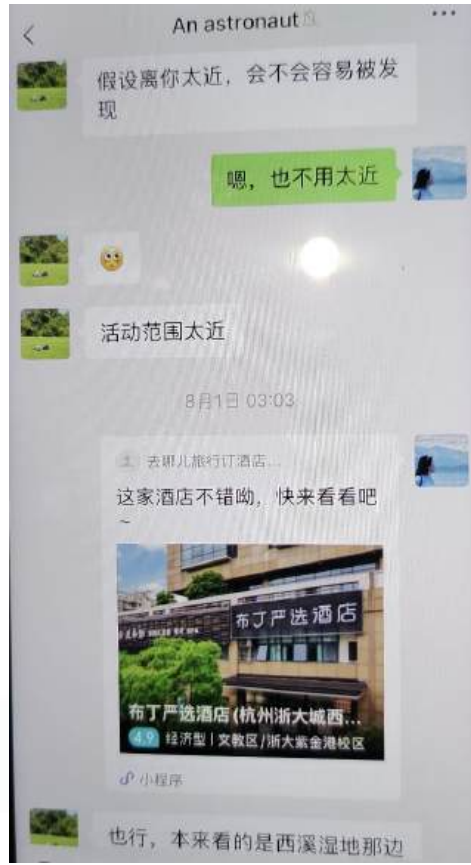 An astronaut
假设离你太近，会不会容易被发
现
嗯，也不用太近
活动范围太近
8月1日 03:03
去哪儿旅行订酒店...
这家酒店不错呦，快来看看吧
~
布丁严选酒店
布丁严选酒店(杭州浙大城西...
4.9 经济型 | 文教区/浙大紫金港校区
小程序
也行，本来看的是西溪湿地那边